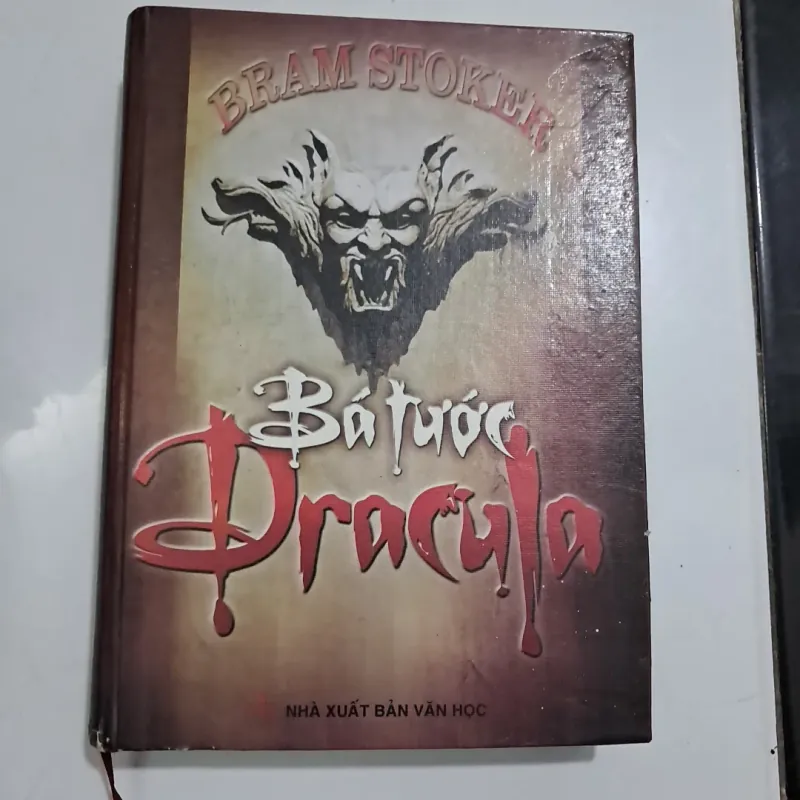 BRAM STOKER
Bá tước
Dracula
NHÀ XUẤT BẢN VĂN HỌC